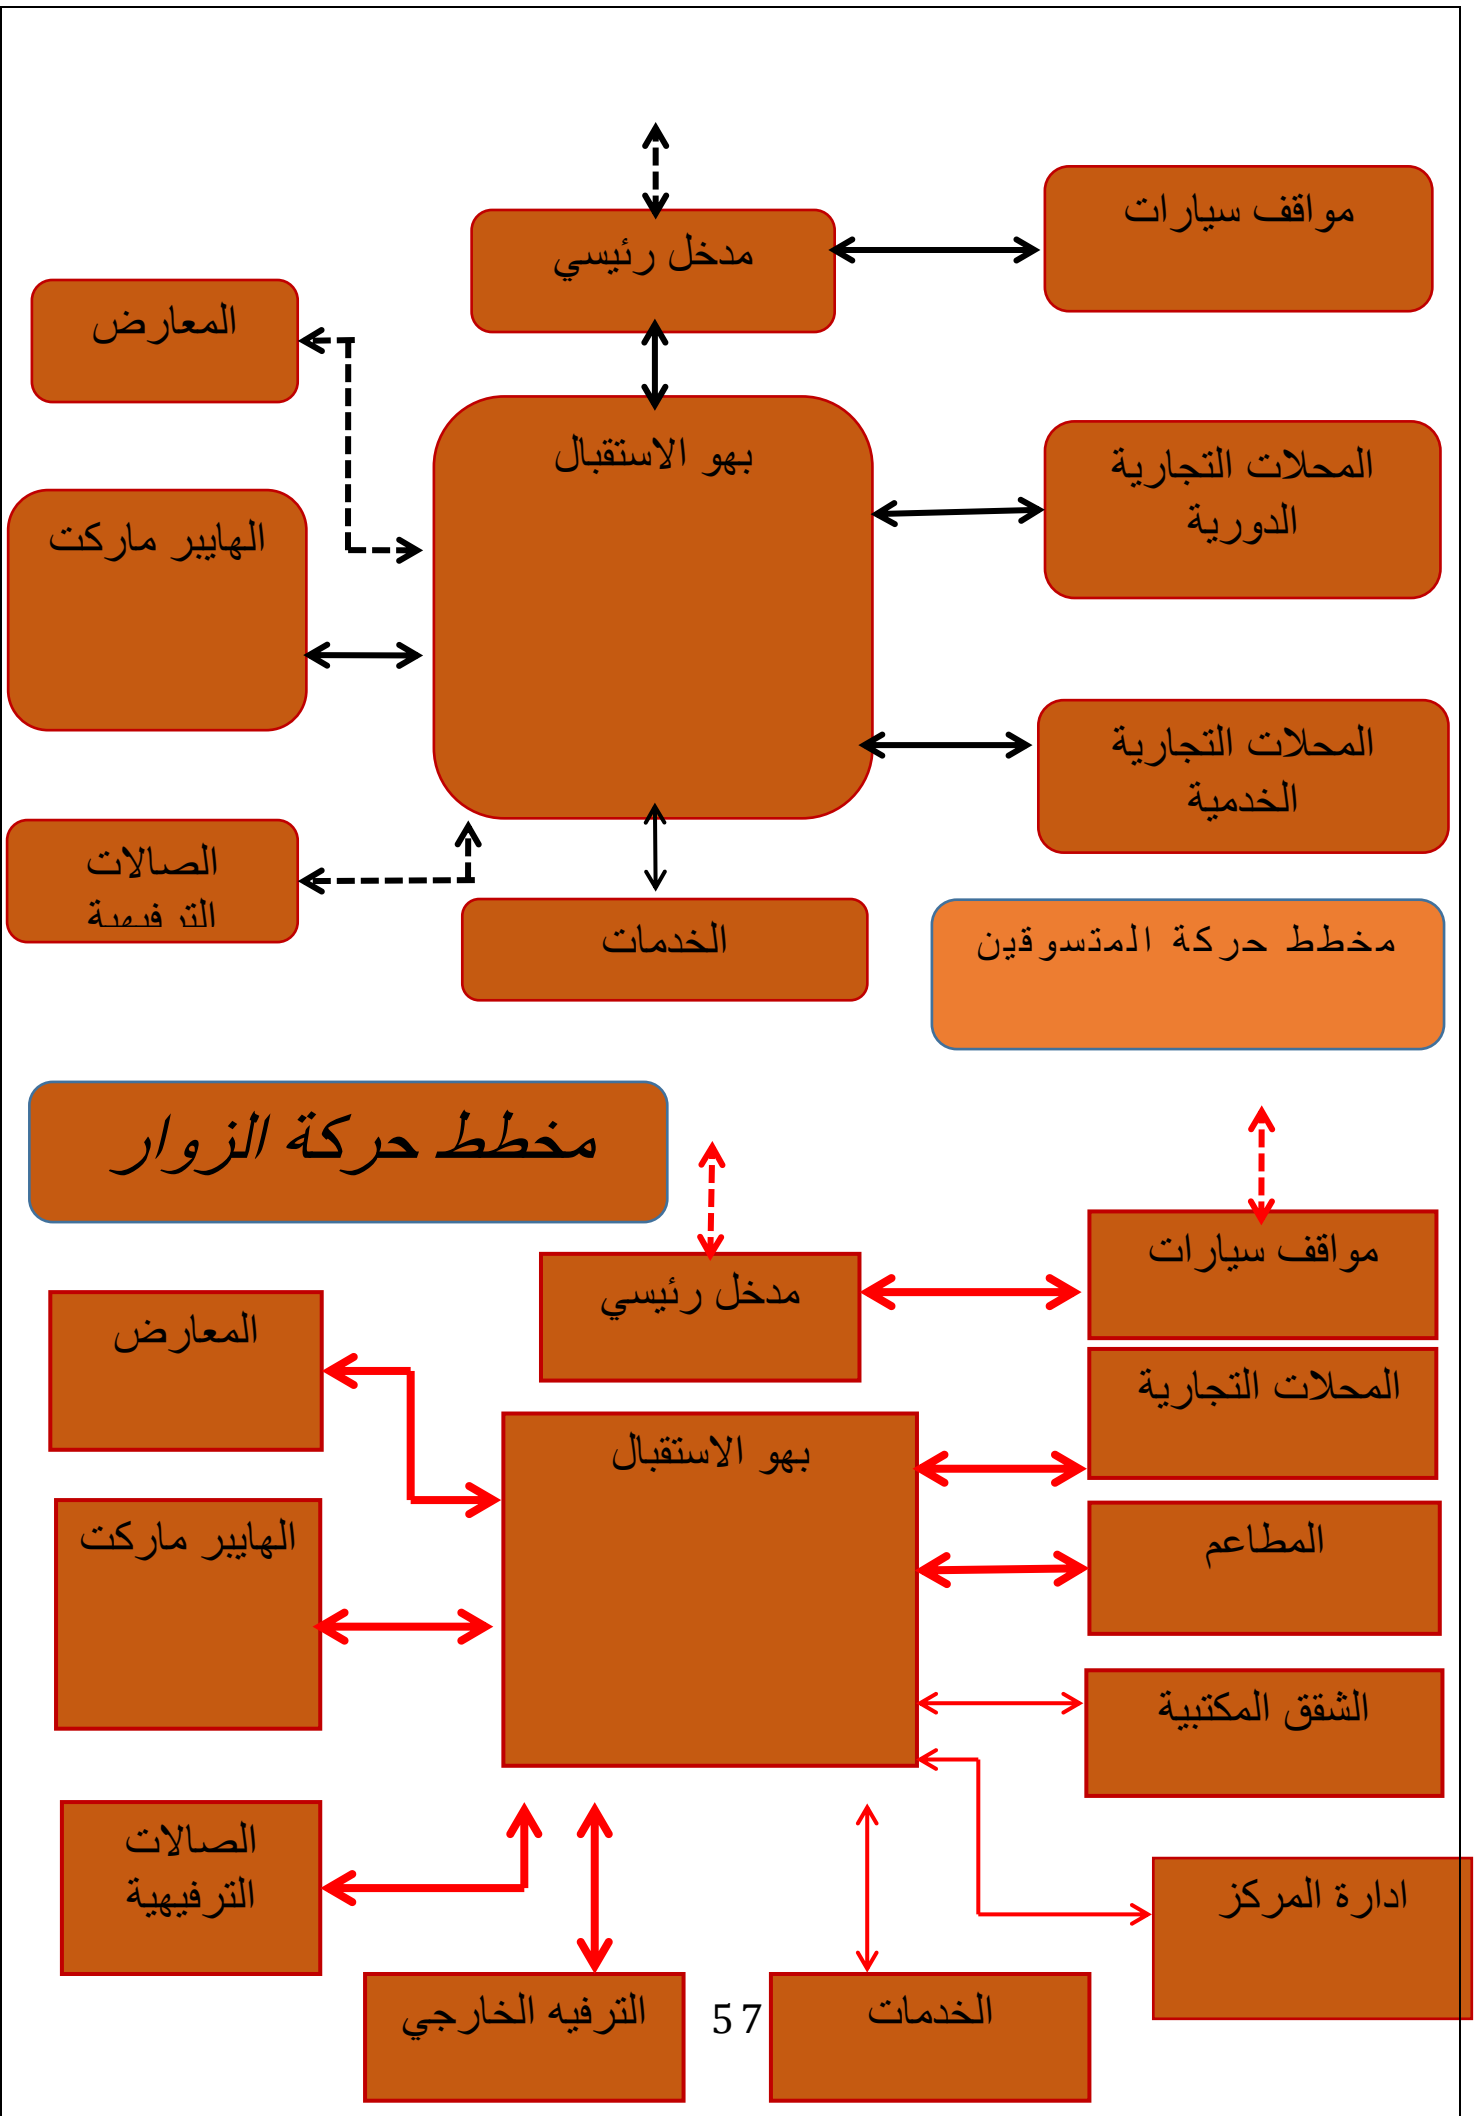 مواقف سيارات
مدخل رئيسي
المعارض
بهو الاستقبال
المحلات التجارية
الدورية
الهايبر ماركت
المحلات التجارية
الخدمية
الصالات
الترفيهية
الخدمات
مخطط حركة المتسوقين
مخطط حركة الزوار
مواقف سيارات
مدخل رئيسي
المعارض
المحلات التجارية
بهو الاستقبال
الهايبر ماركت
المطاعم
الشقق المكتبية
الصالات
الترفيهية
ادارة المركز
الخدمات
57
الترفيه الخارجي